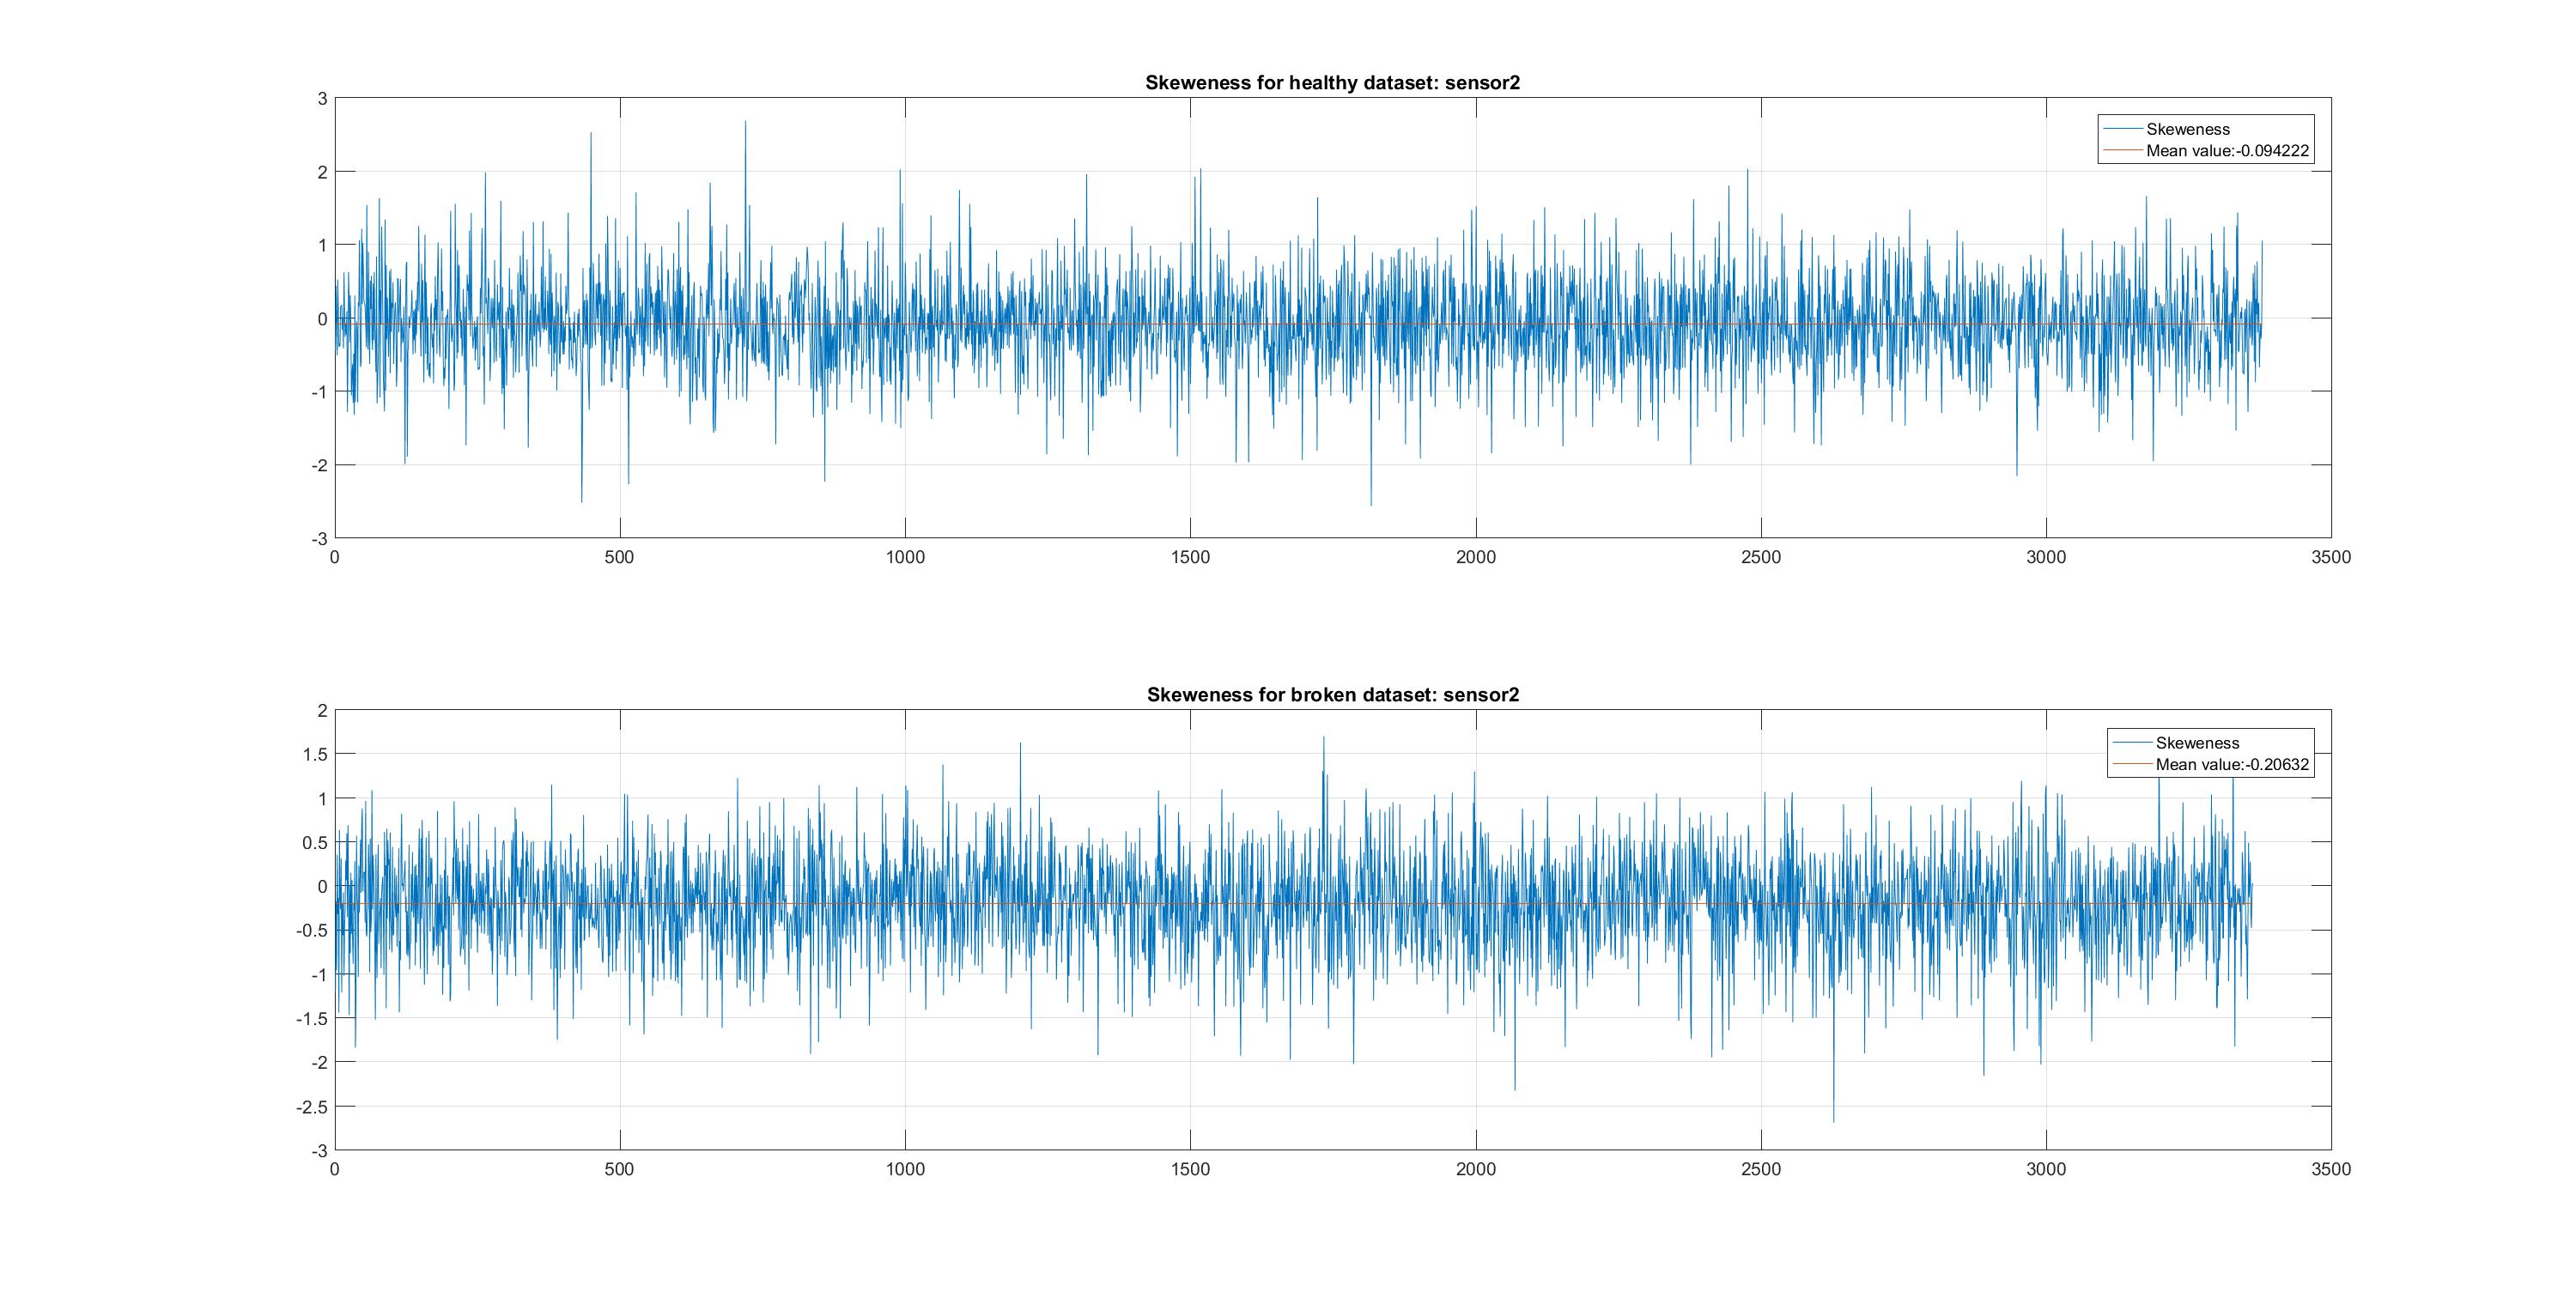 Skeweness for healthy dataset: sensor2
3
2
1
0
-1
-2
-3
Skeweness
Mean value:-0.094222
0 500 1000 1500 2000 2500 3000 3500
Skeweness for broken dataset: sensor2
2
1.5
1
0.5
0
-0.5
-1
-1.5
-2
-2.5
-3
Skeweness
Mean value:-0.20632
0 500 1000 1500 2000 2500 3000 3500